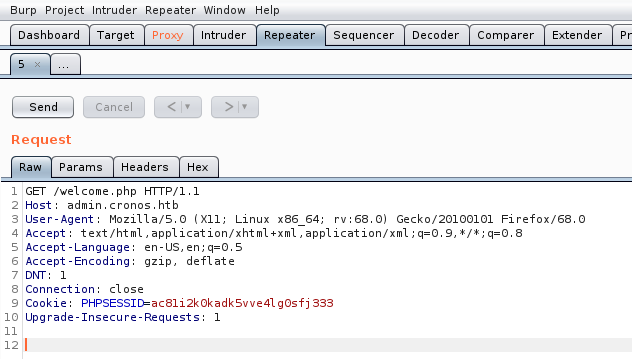 Burp Project Intruder Repeater Window Help
Dashboard Target Proxy Intruder Repeater Sequencer Decoder Comparer Extender Pr
5 × ...
Send Cancel < ▾ > ▾
Request
Raw Params Headers Hex
1 GET /welcome.php HTTP/1.1
2 Host: admin.cronos.htb
3 User-Agent: Mozilla/5.0 (X11; Linux x86_64; rv:68.0) Gecko/20100101 Firefox/68.0
4 Accept: text/html,application/xhtml+xml,application/xml;q=0.9,*/*;q=0.8
5 Accept-Language: en-US,en;q=0.5
6 Accept-Encoding: gzip, deflate
7 DNT: 1
8 Connection: close
9 Cookie: PHPSESSID=ac81i2k0kadk5vve4lg0sfj333
10 Upgrade-Insecure-Requests: 1
11
12